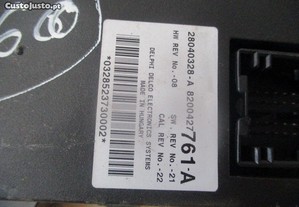 CustoJusto.pt
60
28040328-A 8200427761-A
HW REV No.-08 SW. REV No.-21
CAL REV No.-22
DELPHI DELCO ELECTRONICS SYSTEMS
MADE IN HUNGARY
*0328523730002*